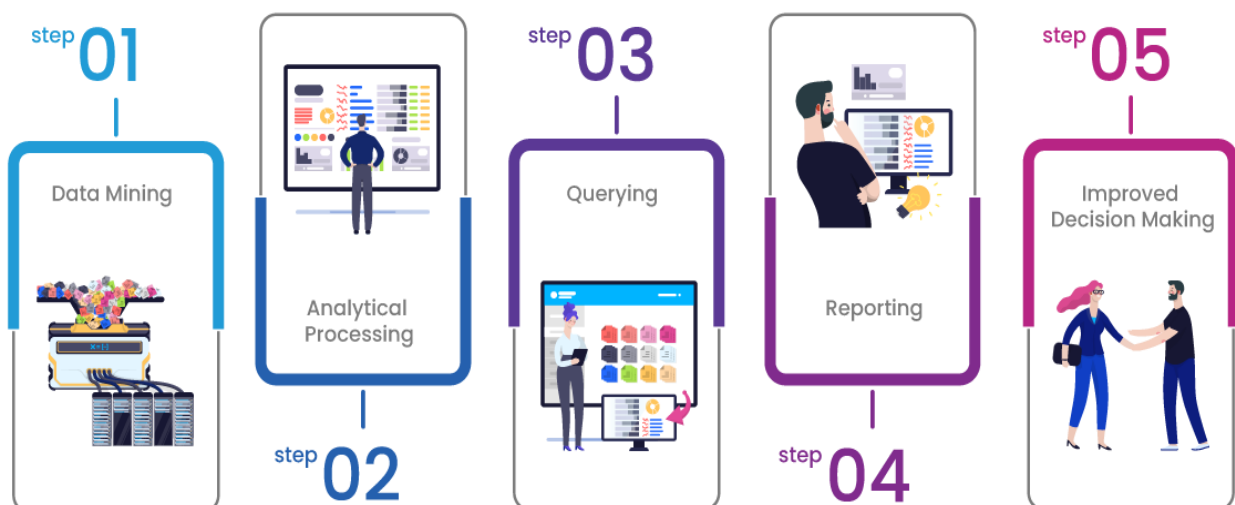 step 01
Data Mining
Analytical
Processing
step 02
step 03
Querying
Reporting
step 04
step 05
Improved
Decision Making